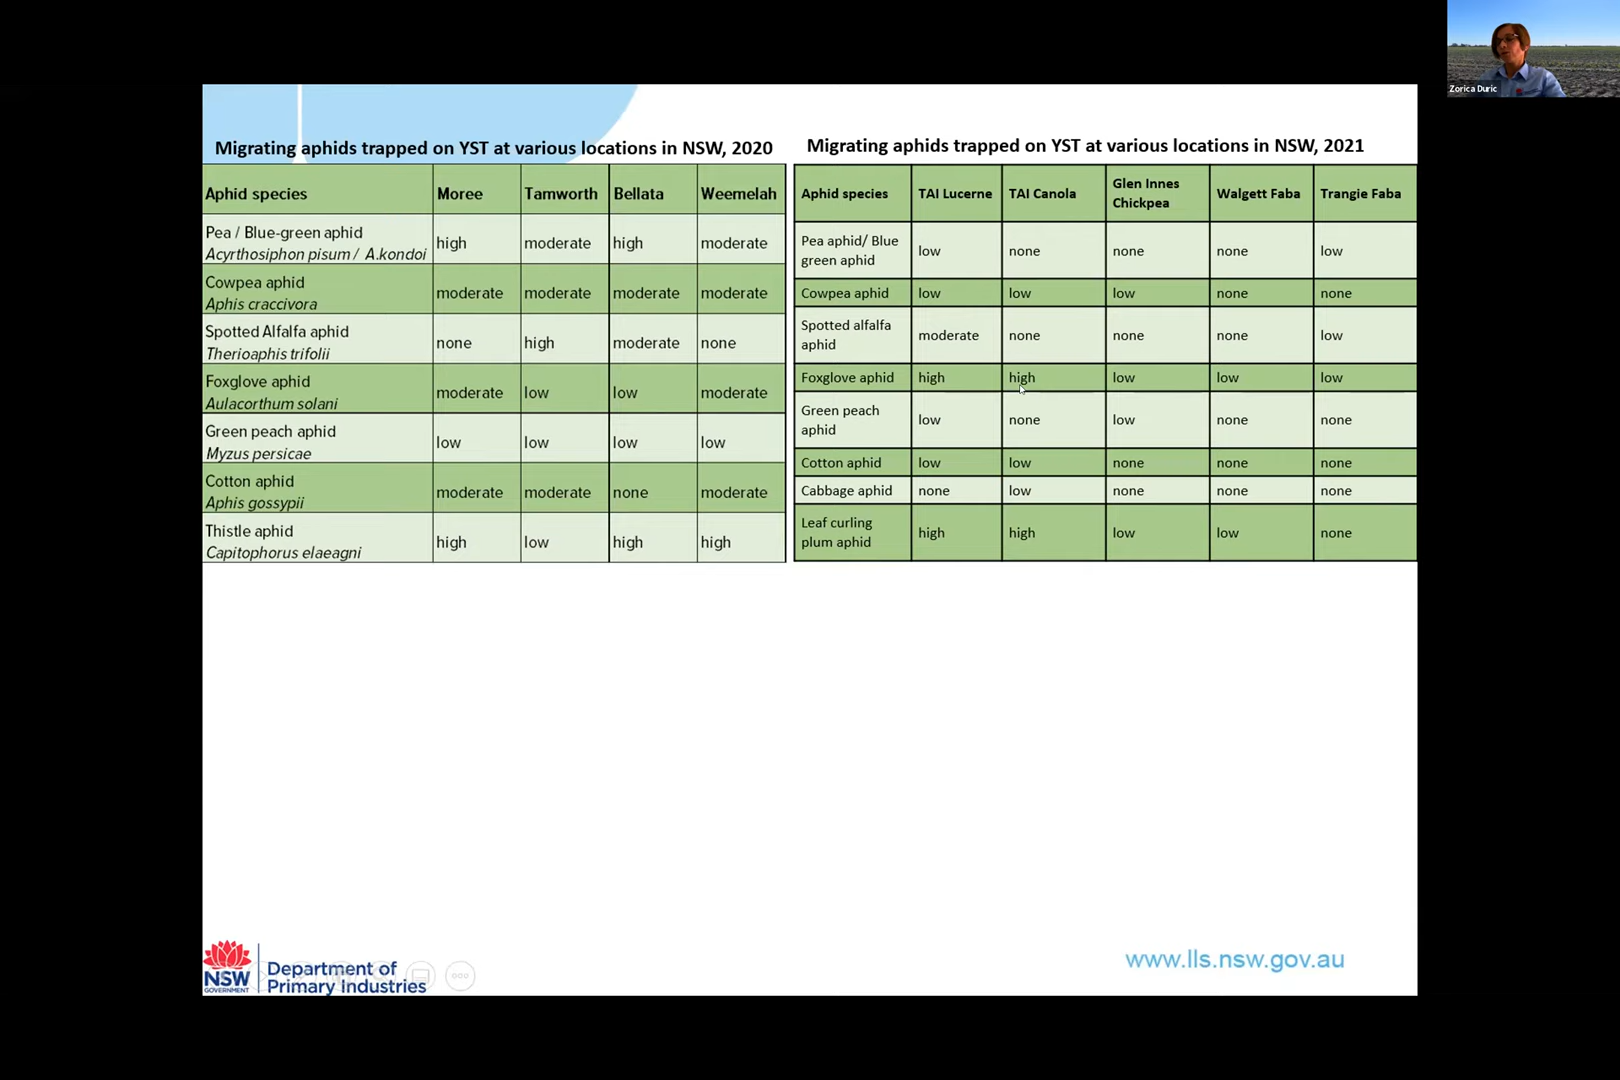 Zorica Duric
Migrating aphids trapped on YST at various locations in NSW, 2020
Aphid species Moree Tamworth Bellata Weemelah
Pea / Blue-green aphid
Acyrthosiphon pisum / A.kondoi high moderate high moderate
Cowpea aphid
Aphis craccivora moderate moderate moderate moderate
Spotted Alfalfa aphid
Therioaphis trifolii none high moderate none
Foxglove aphid
Aulacorthum solani moderate low low moderate
Green peach aphid
Myzus persicae low low low low
Cotton aphid
Aphis gossypii moderate moderate none moderate
Thistle aphid
Capitophorus elaeagni high low high high
Migrating aphids trapped on YST at various locations in NSW, 2021
Aphid species TAI Lucerne TAI Canola Glen Innes
Chickpea Walgett Faba Trangie Faba
Pea aphid/ Blue
green aphid low none none none low
Cowpea aphid low low low none none
Spotted alfalfa
aphid moderate none none none low
Foxglove aphid high high low low low
Green peach
aphid low none low none none
Cotton aphid low low none none none
Cabbage aphid none low none none none
Leaf curling
plum aphid high high low low none
NSW
GOVERNMENT
Department of
Primary Industries
www.lls.nsw.gov.au